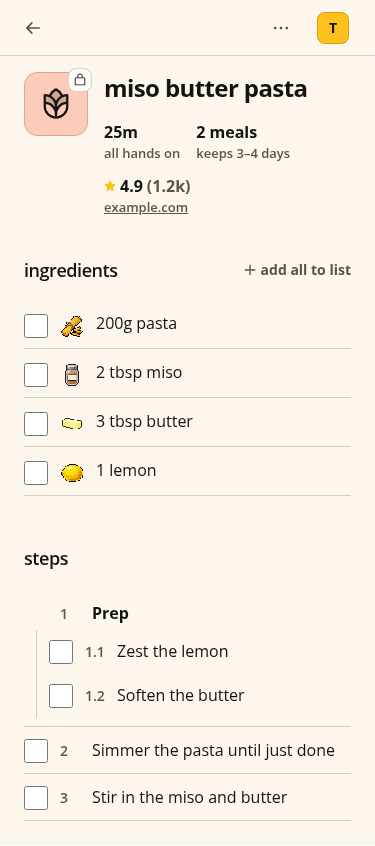 T
miso butter pasta
25m
all hands on
2 meals
keeps 3–4 days
4.9 (1.2k)
example.com
ingredients
+ add all to list
200g pasta
2 tbsp miso
3 tbsp butter
1 lemon
steps
1 Prep
1.1 Zest the lemon
1.2 Soften the butter
2 Simmer the pasta until just done
3 Stir in the miso and butter